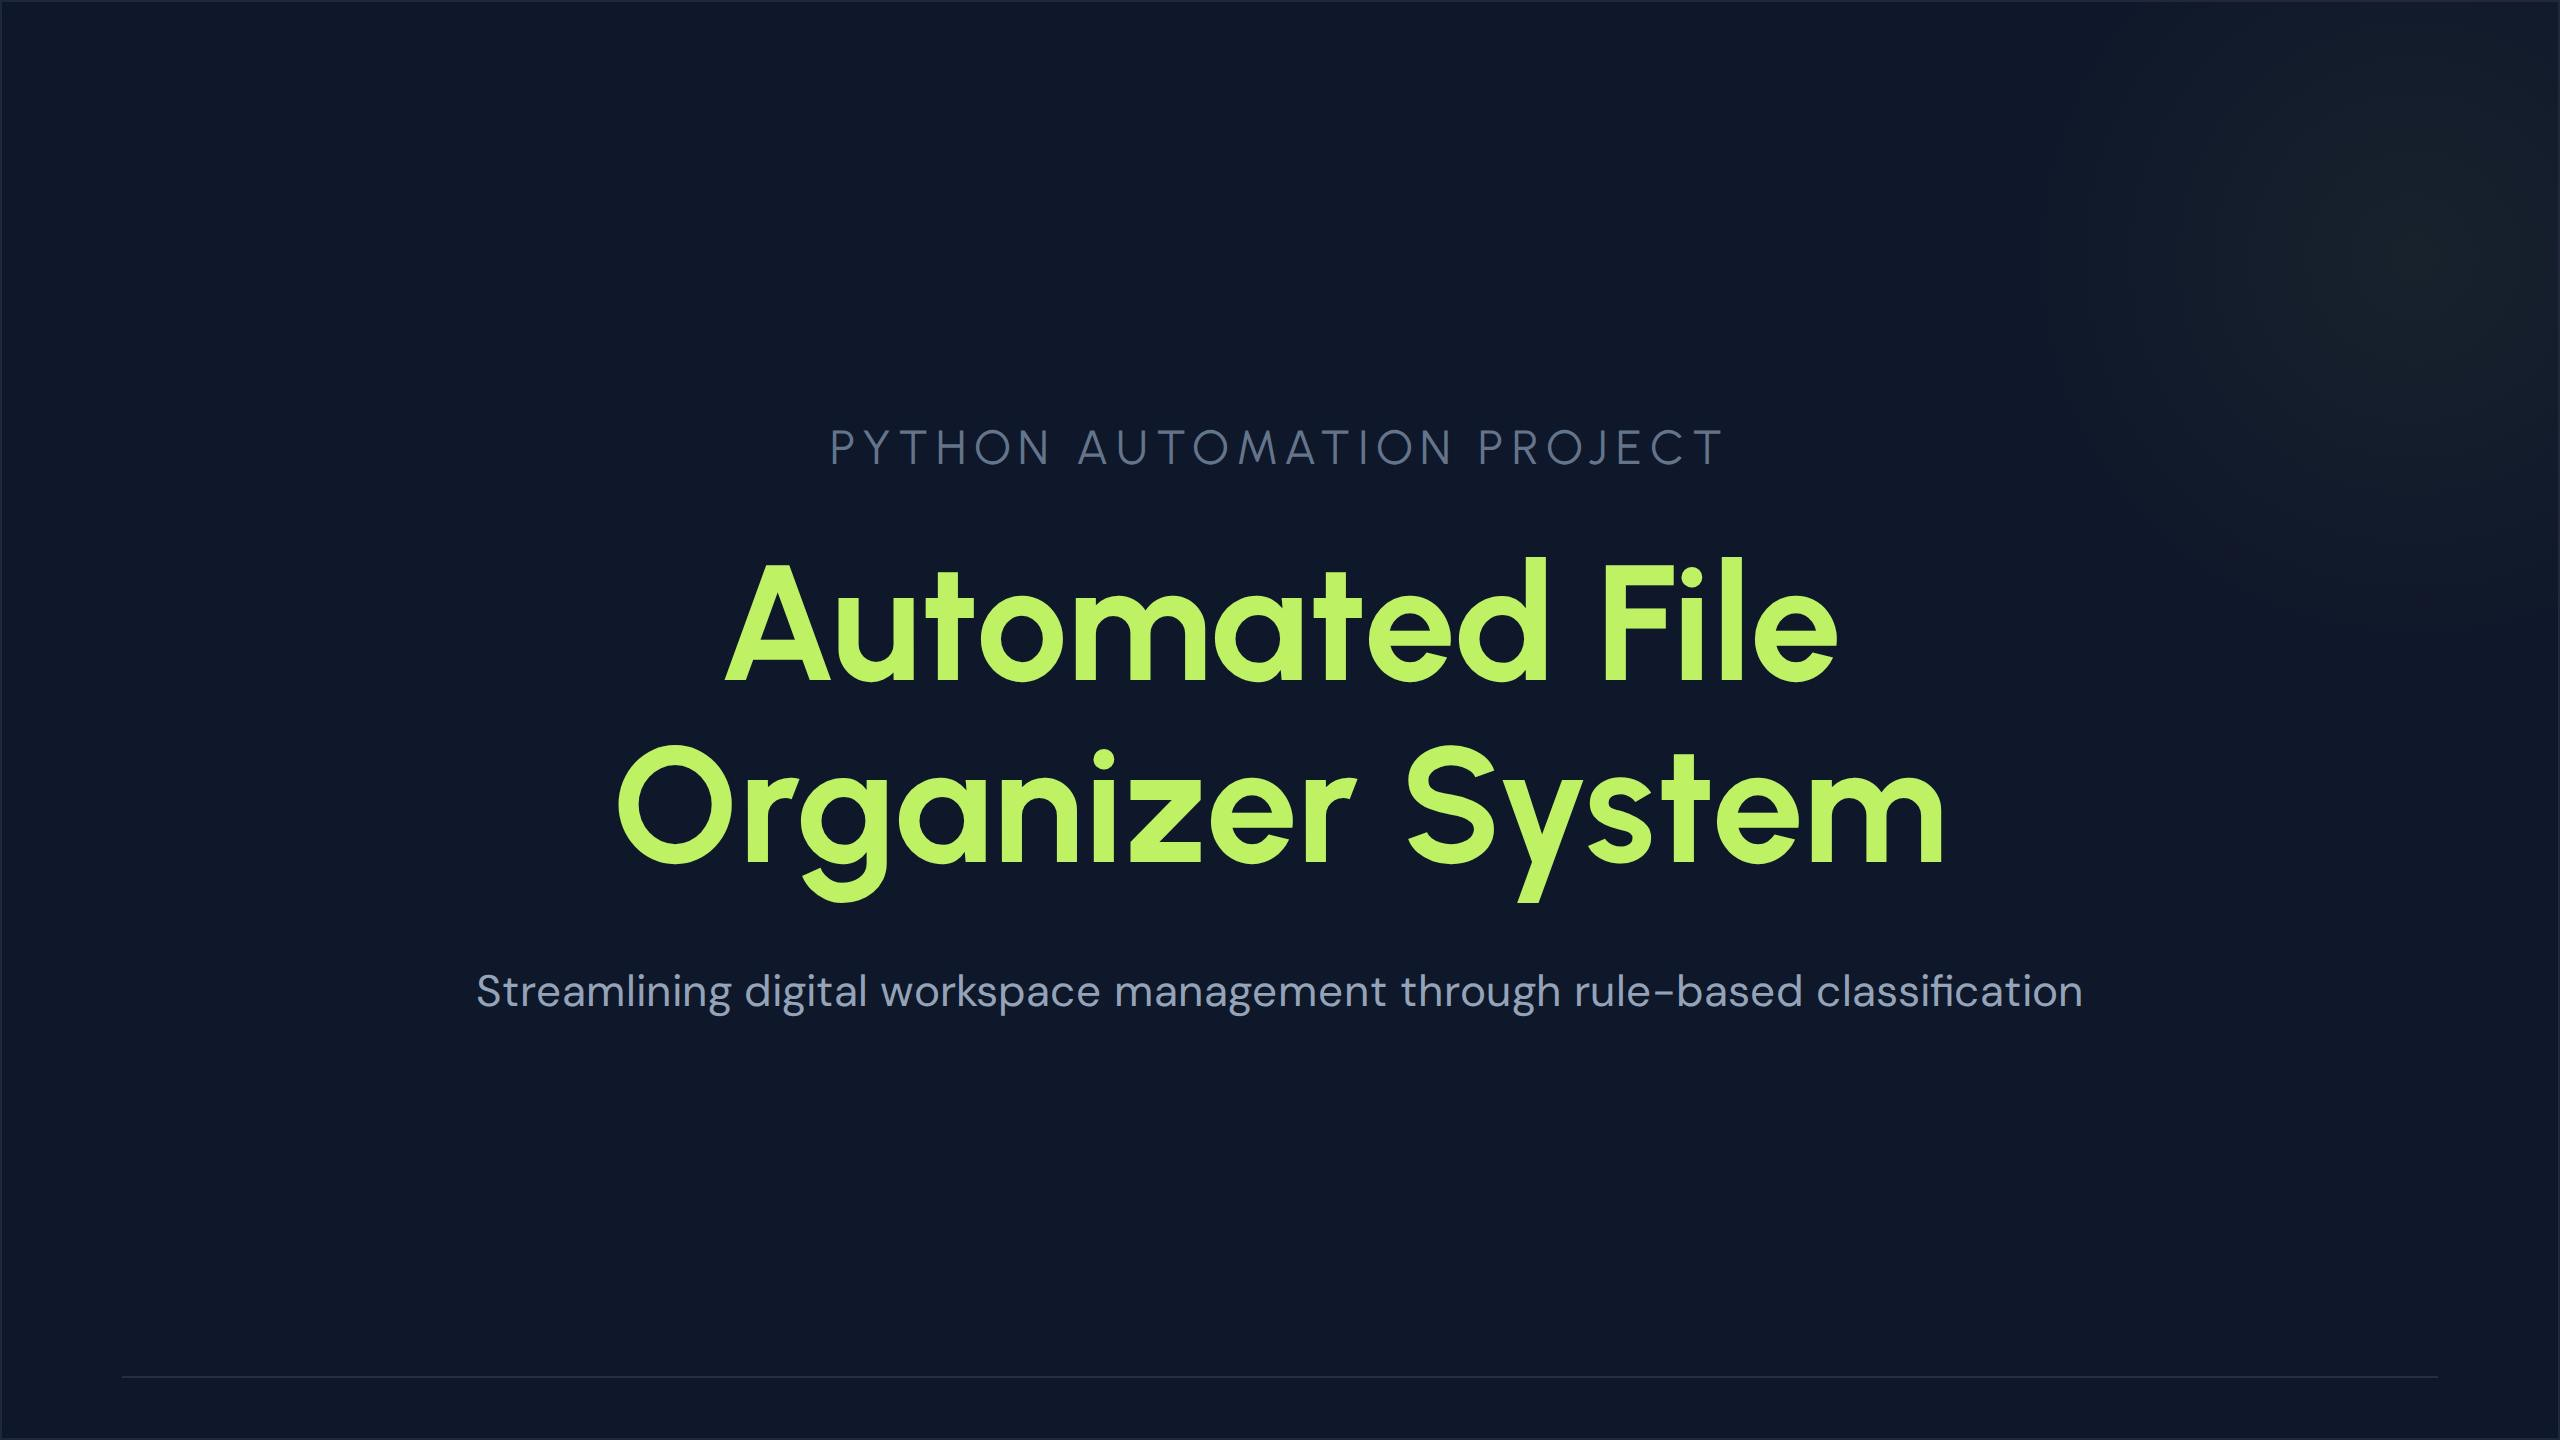 PYTHON AUTOMATION PROJECT
Automated File
Organizer System
Streamlining digital workspace management through rule-based classification